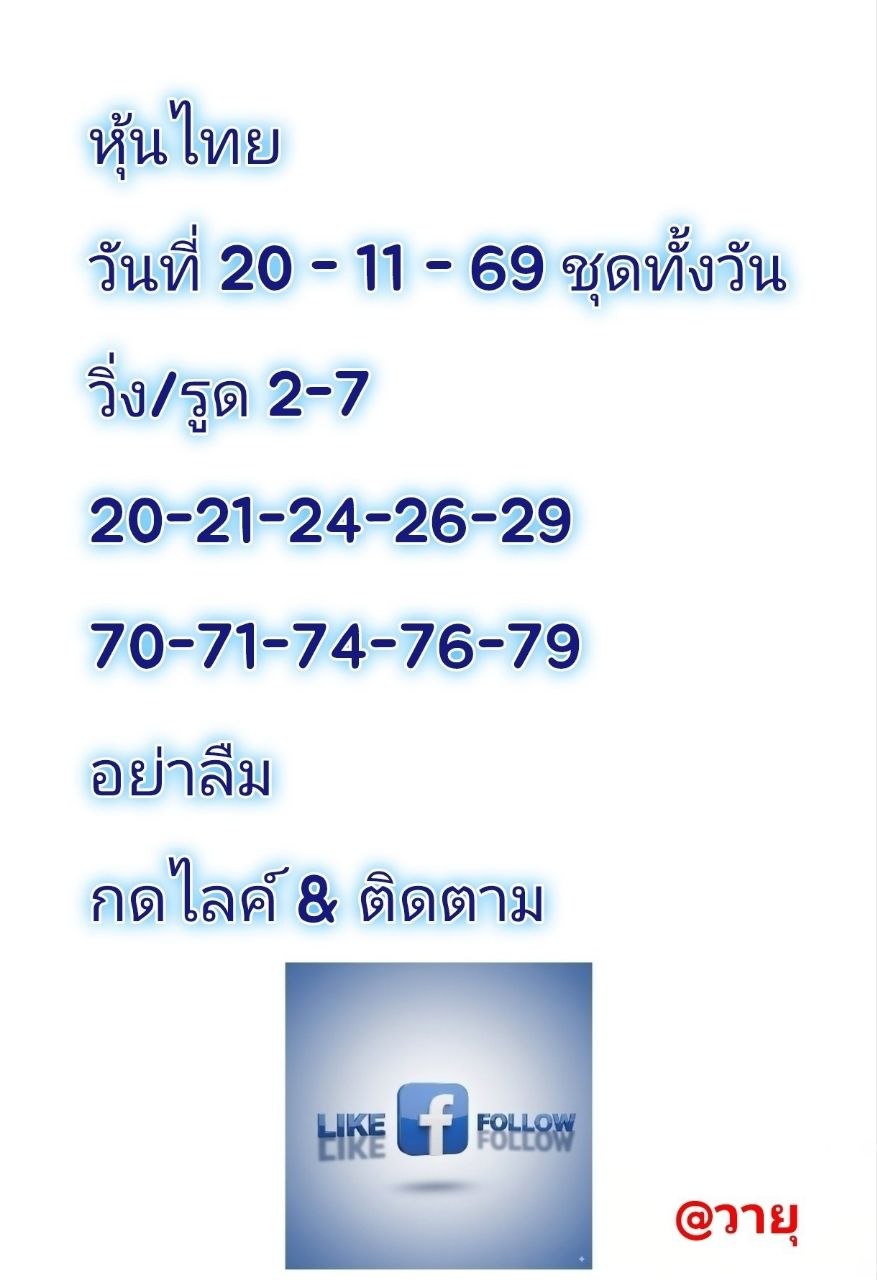 หุ้นไทย
วันที่ 20 - 11 - 69 ชุดทั้งวัน
วิ่ง/รูด 2-7
20-21-24-26-29
70-71-74-76-79
อย่าลืม
กดไลค์ & ติดตาม
LIKE f FOLLOW
@วายุ